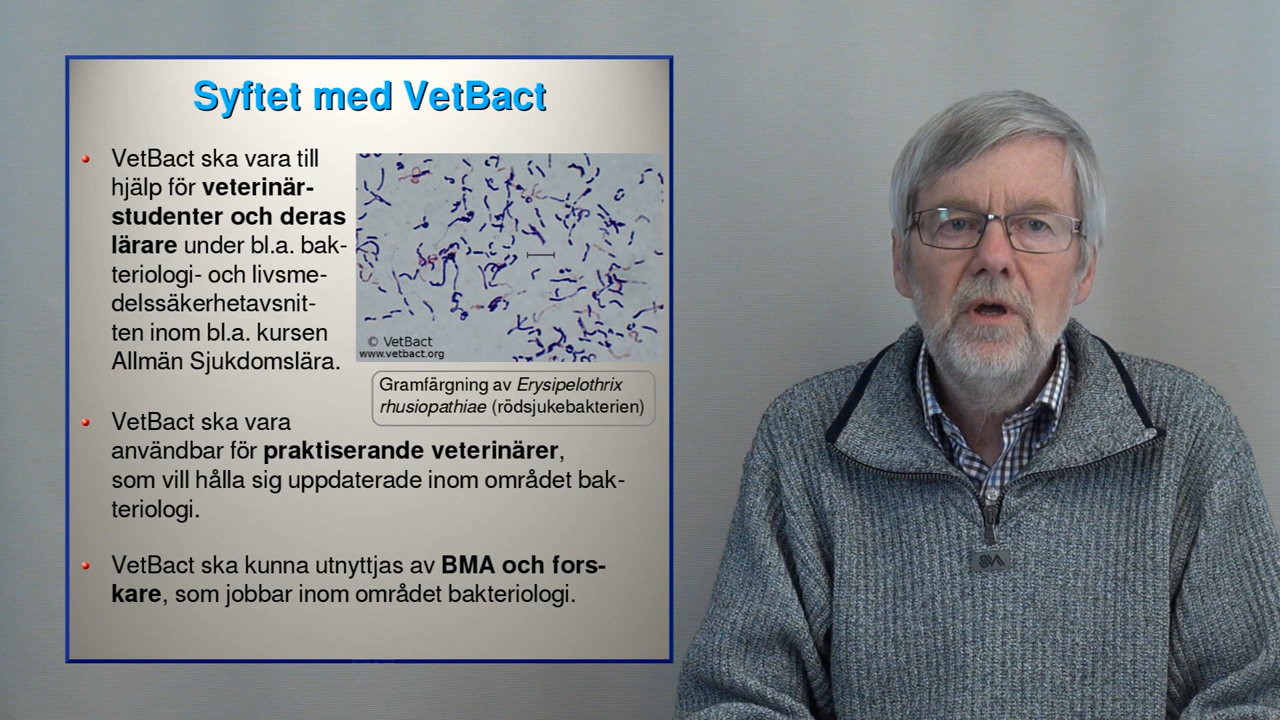 Syftet med VetBact
VetBact ska vara till
hjälp för veterinär-
studenter och deras
lärare under bl.a. bak-
teriologi- och livsme-
delssäkerhetavsnit-
ten inom bl.a. kursen
Allmän Sjukdomslära.
© VetBact
www.vetbact.org
Gramfärgning av Erysipelothrix
rhusiopathiae (rödsjukebakterien)
VetBact ska vara
användbar för praktiserande veterinärer,
som vill hålla sig uppdaterade inom området bak-
teriologi.
VetBact ska kunna utnyttjas av BMA och fors-
kare, som jobbar inom området bakteriologi.